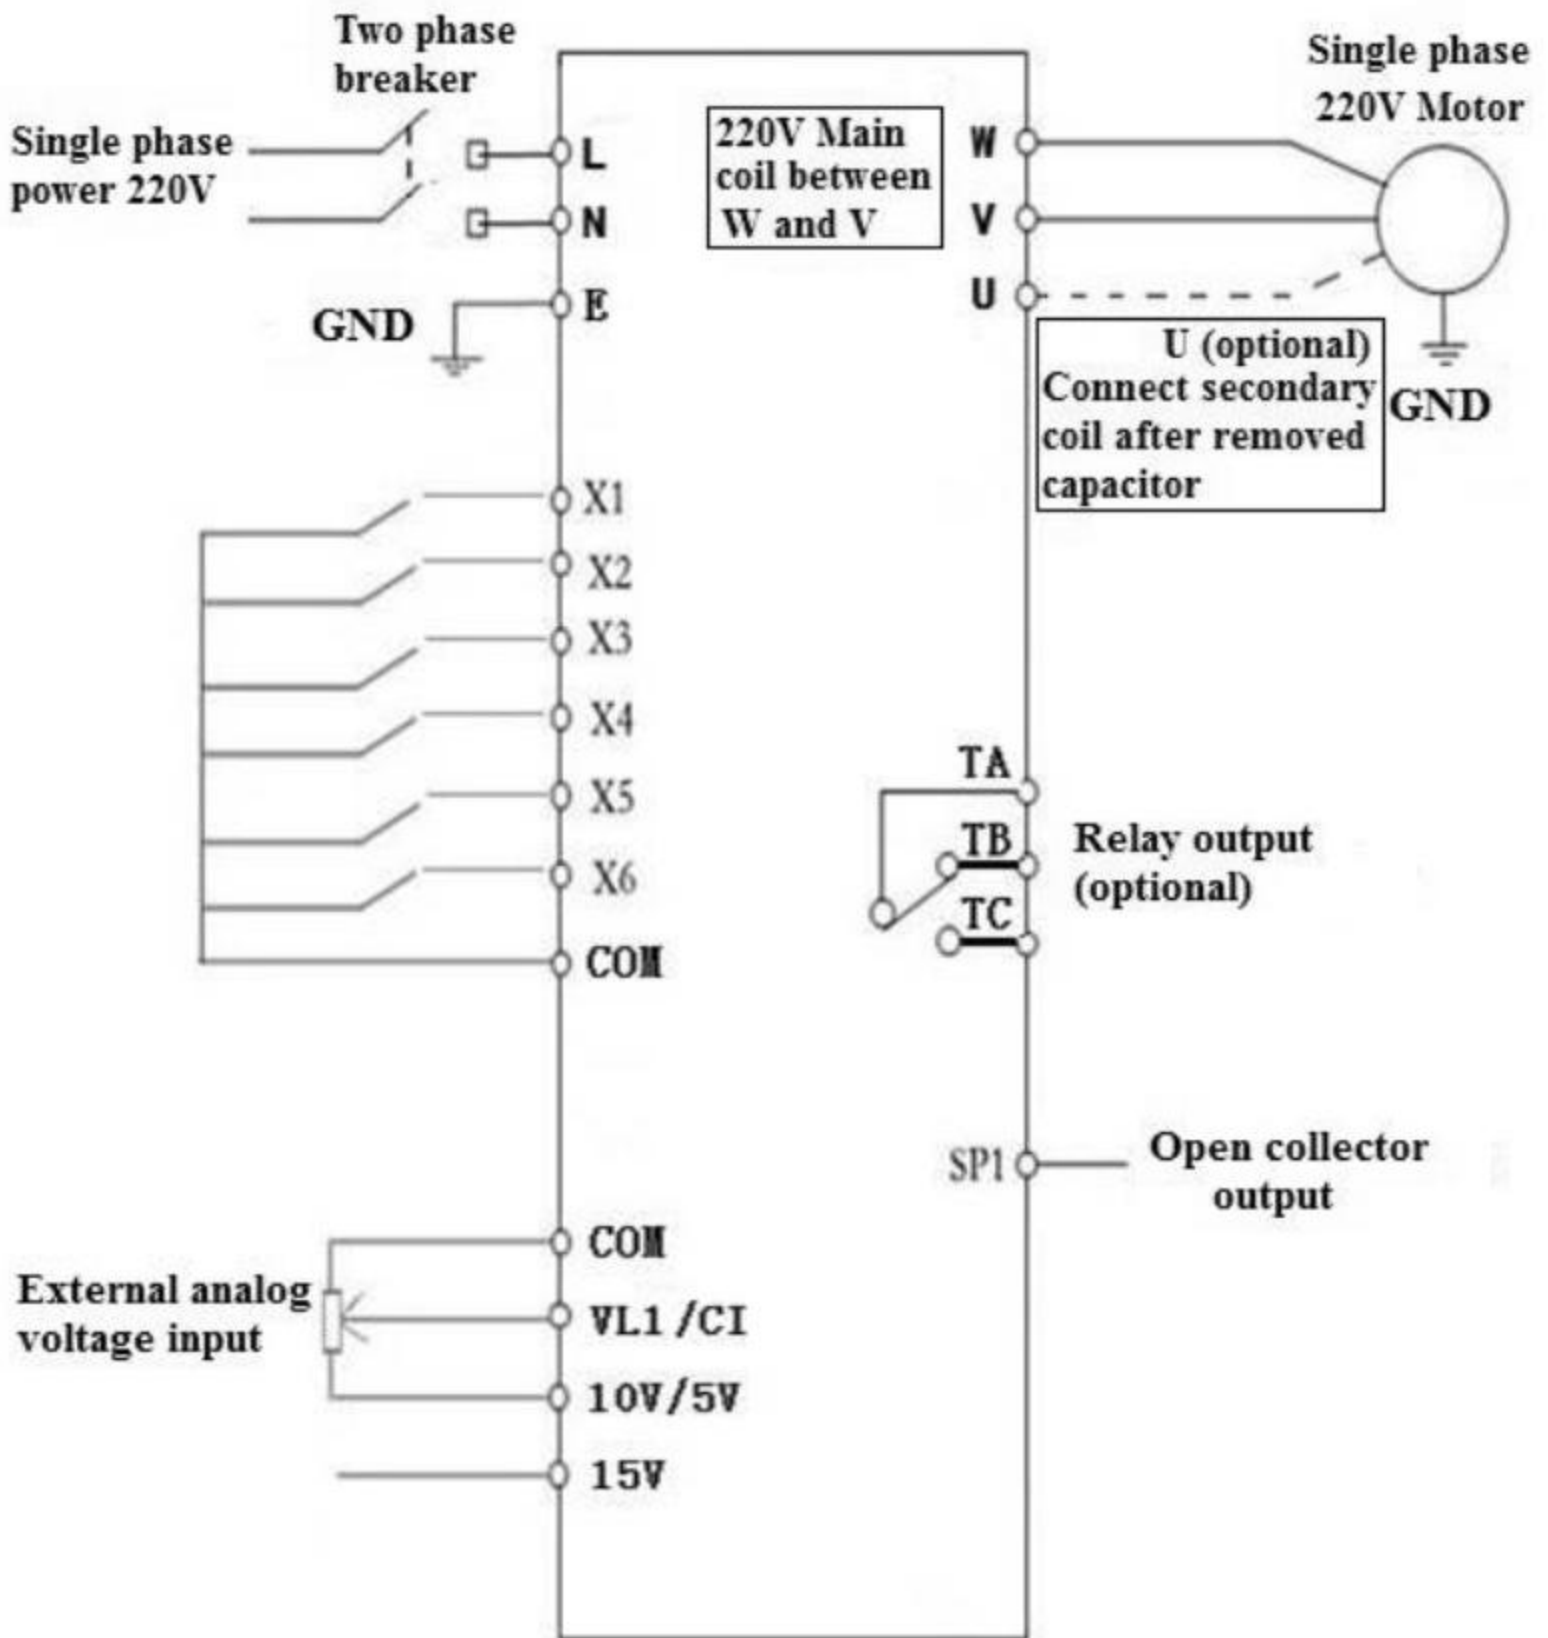 Two phase
breaker
Single phase
power 220V
L
N
E
GND
220V Main
coil between
W and V
W
V
U
Single phase
220V Motor
U (optional)
Connect secondary
coil after removed
capacitor
GND
X1
X2
X3
X4
X5
X6
COM
TA
TB
TC
Relay output
(optional)
SP1
Open collector
output
External analog
voltage input
COM
VL1/CI
10V/5V
15V